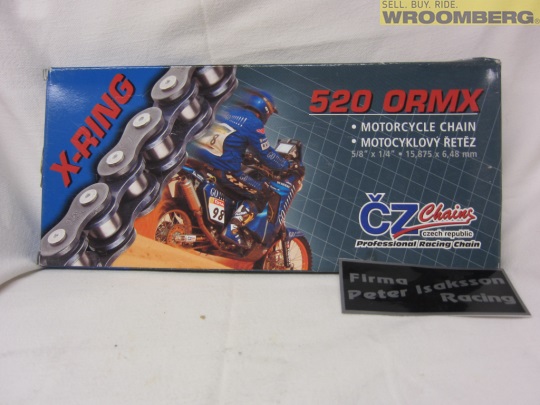 SELL. BUY. RIDE.
WROOMBERG
X-RING
520 ORMX
• MOTORCYCLE CHAIN
• MOTOCYKLOVÝ ŘETĚZ
5/8" x 1/4" • 15,875 x 6,48 mm
98
ČZ Chains
czech republic
Professional Racing Chain
Firma
Peter Isaksson
Racing